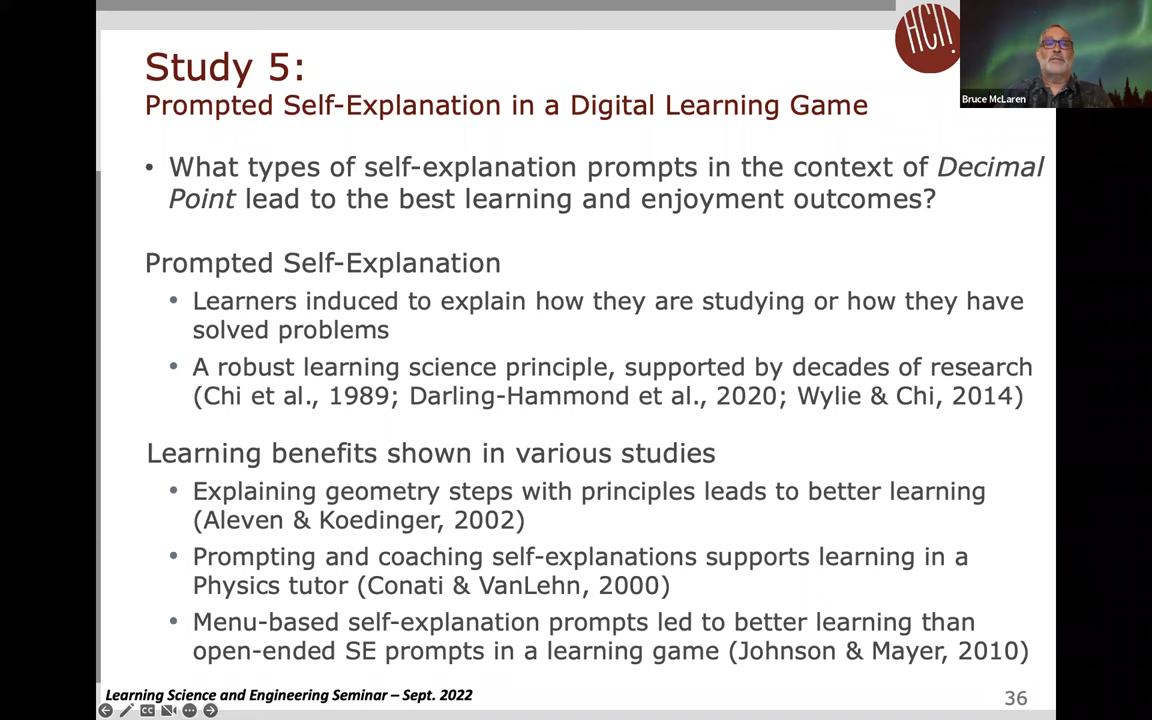 HCII
Bruce McLaren
Study 5:
Prompted Self-Explanation in a Digital Learning Game
• What types of self-explanation prompts in the context of Decimal
Point lead to the best learning and enjoyment outcomes?
Prompted Self-Explanation
• Learners induced to explain how they are studying or how they have
solved problems
• A robust learning science principle, supported by decades of research
(Chi et al., 1989; Darling-Hammond et al., 2020; Wylie & Chi, 2014)
Learning benefits shown in various studies
• Explaining geometry steps with principles leads to better learning
(Aleven & Koedinger, 2002)
• Prompting and coaching self-explanations supports learning in a
Physics tutor (Conati & VanLehn, 2000)
• Menu-based self-explanation prompts led to better learning than
open-ended SE prompts in a learning game (Johnson & Mayer, 2010)
Learning Science and Engineering Seminar – Sept. 2022
36
CC